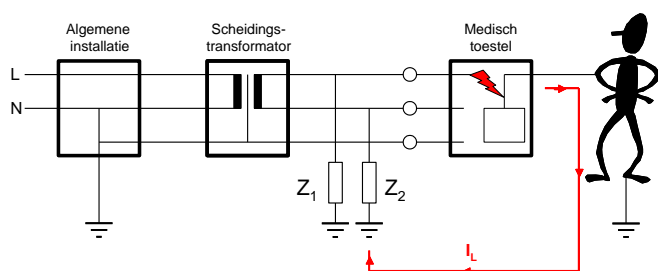 Algemene
installatie
Scheidings-
transformator
Medisch
toestel
L
N
Z1
Z2
IL